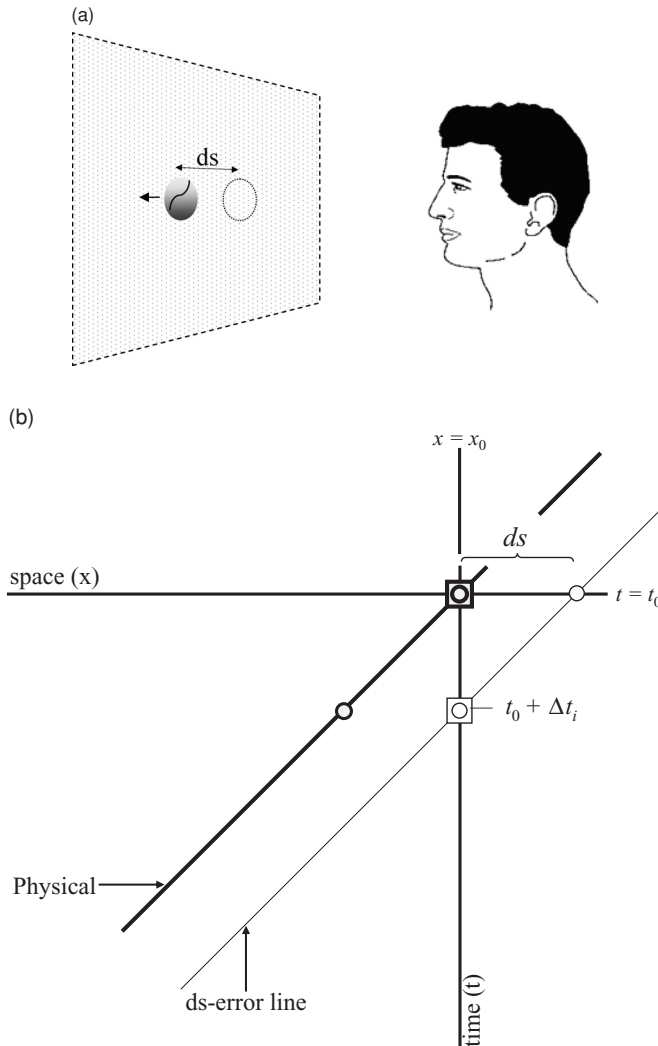 (a)
ds
(b)
x = x₀
ds
space (x)
t = t₀
t₀ + Δtᵢ
Physical
ds-error line
time (t)